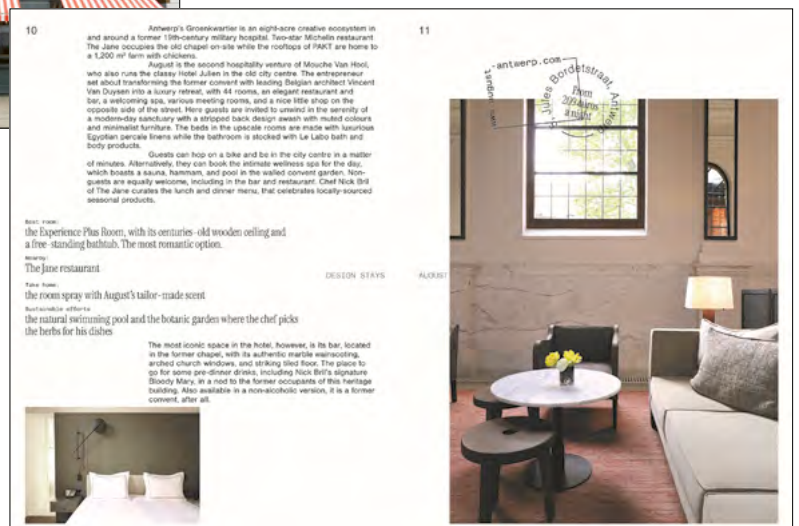 10
Antwerp's Groenkwartier is an eight-acre creative ecosystem in
and around a former 19th-century military hospital. Two-star Michelin restaurant
The Jane occupies the old chapel on-site while the rooftops of PAKT are home to
a 1,200 m² farm with chickens.
August is the second hospitality venture of Mouche Van Hool,
who also runs the classy Hotel Julien in the old city centre. The entrepreneur
set about transforming the former convent with leading Belgian architect Vincent
Van Duysen into a luxury retreat, with 44 rooms, an elegant restaurant and
bar, a welcoming spa, various meeting rooms, and a nice little shop on the
opposite side of the street. Here guests are invited to unwind in the serenity of
a modern-day sanctuary with a stripped back design awash with muted colours
and minimalist furniture. The beds in the upscale rooms are made with luxurious
Egyptian percale linens while the bathroom is stocked with Le Labo bath and
body products.
Guests can hop on a bike and be in the city centre in a matter
of minutes. Alternatively, they can book the intimate wellness spa for the day,
which boasts a sauna, hammam, and pool in the walled convent garden. Non-
guests are equally welcome, including in the bar and restaurant. Chef Nick Bril
of The Jane curates the lunch and dinner menu, that celebrates locally-sourced
seasonal products.
Best room:
the Experience Plus Room, with its centuries-old wooden ceiling and
a free-standing bathtub. The most romantic option.
Nearby:
The Jane restaurant
Take home:
the room spray with August's tailor-made scent
Sustainable efforts
the natural swimming pool and the botanic garden where the chef picks
the herbs for his dishes
The most iconic space in the hotel, however, is its bar, located
in the former chapel, with its authentic marble wainscoting,
arched church windows, and striking tiled floor. The place to
go for some pre-dinner drinks, including Nick Bril's signature
Bloody Mary, in a nod to the former occupants of this heritage
building. Also available in a non-alcoholic version, it is a former
convent, after all.
DESIGN STAYS
AUGUST
11
-antwerp.com
Jules Bordetstraat, Antwerp
From
209 euros
a night